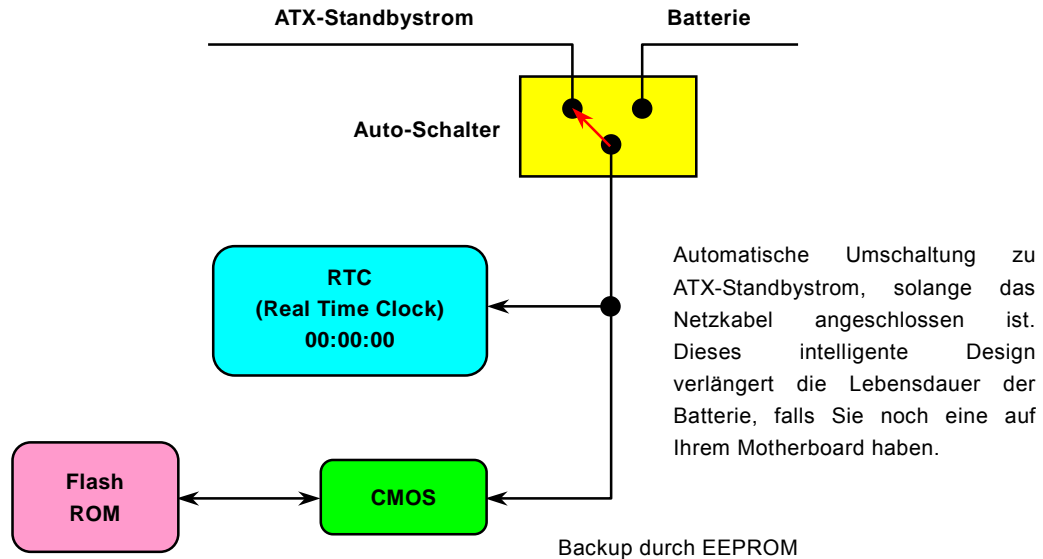 ATX-Standbystrom
Batterie
Auto-Schalter
RTC
(Real Time Clock)
00:00:00
Automatische Umschaltung zu
ATX-Standbystrom, solange das
Netzkabel angeschlossen ist.
Dieses intelligente Design
verlängert die Lebensdauer der
Batterie, falls Sie noch eine auf
Ihrem Motherboard haben.
Flash
ROM
CMOS
Backup durch EEPROM